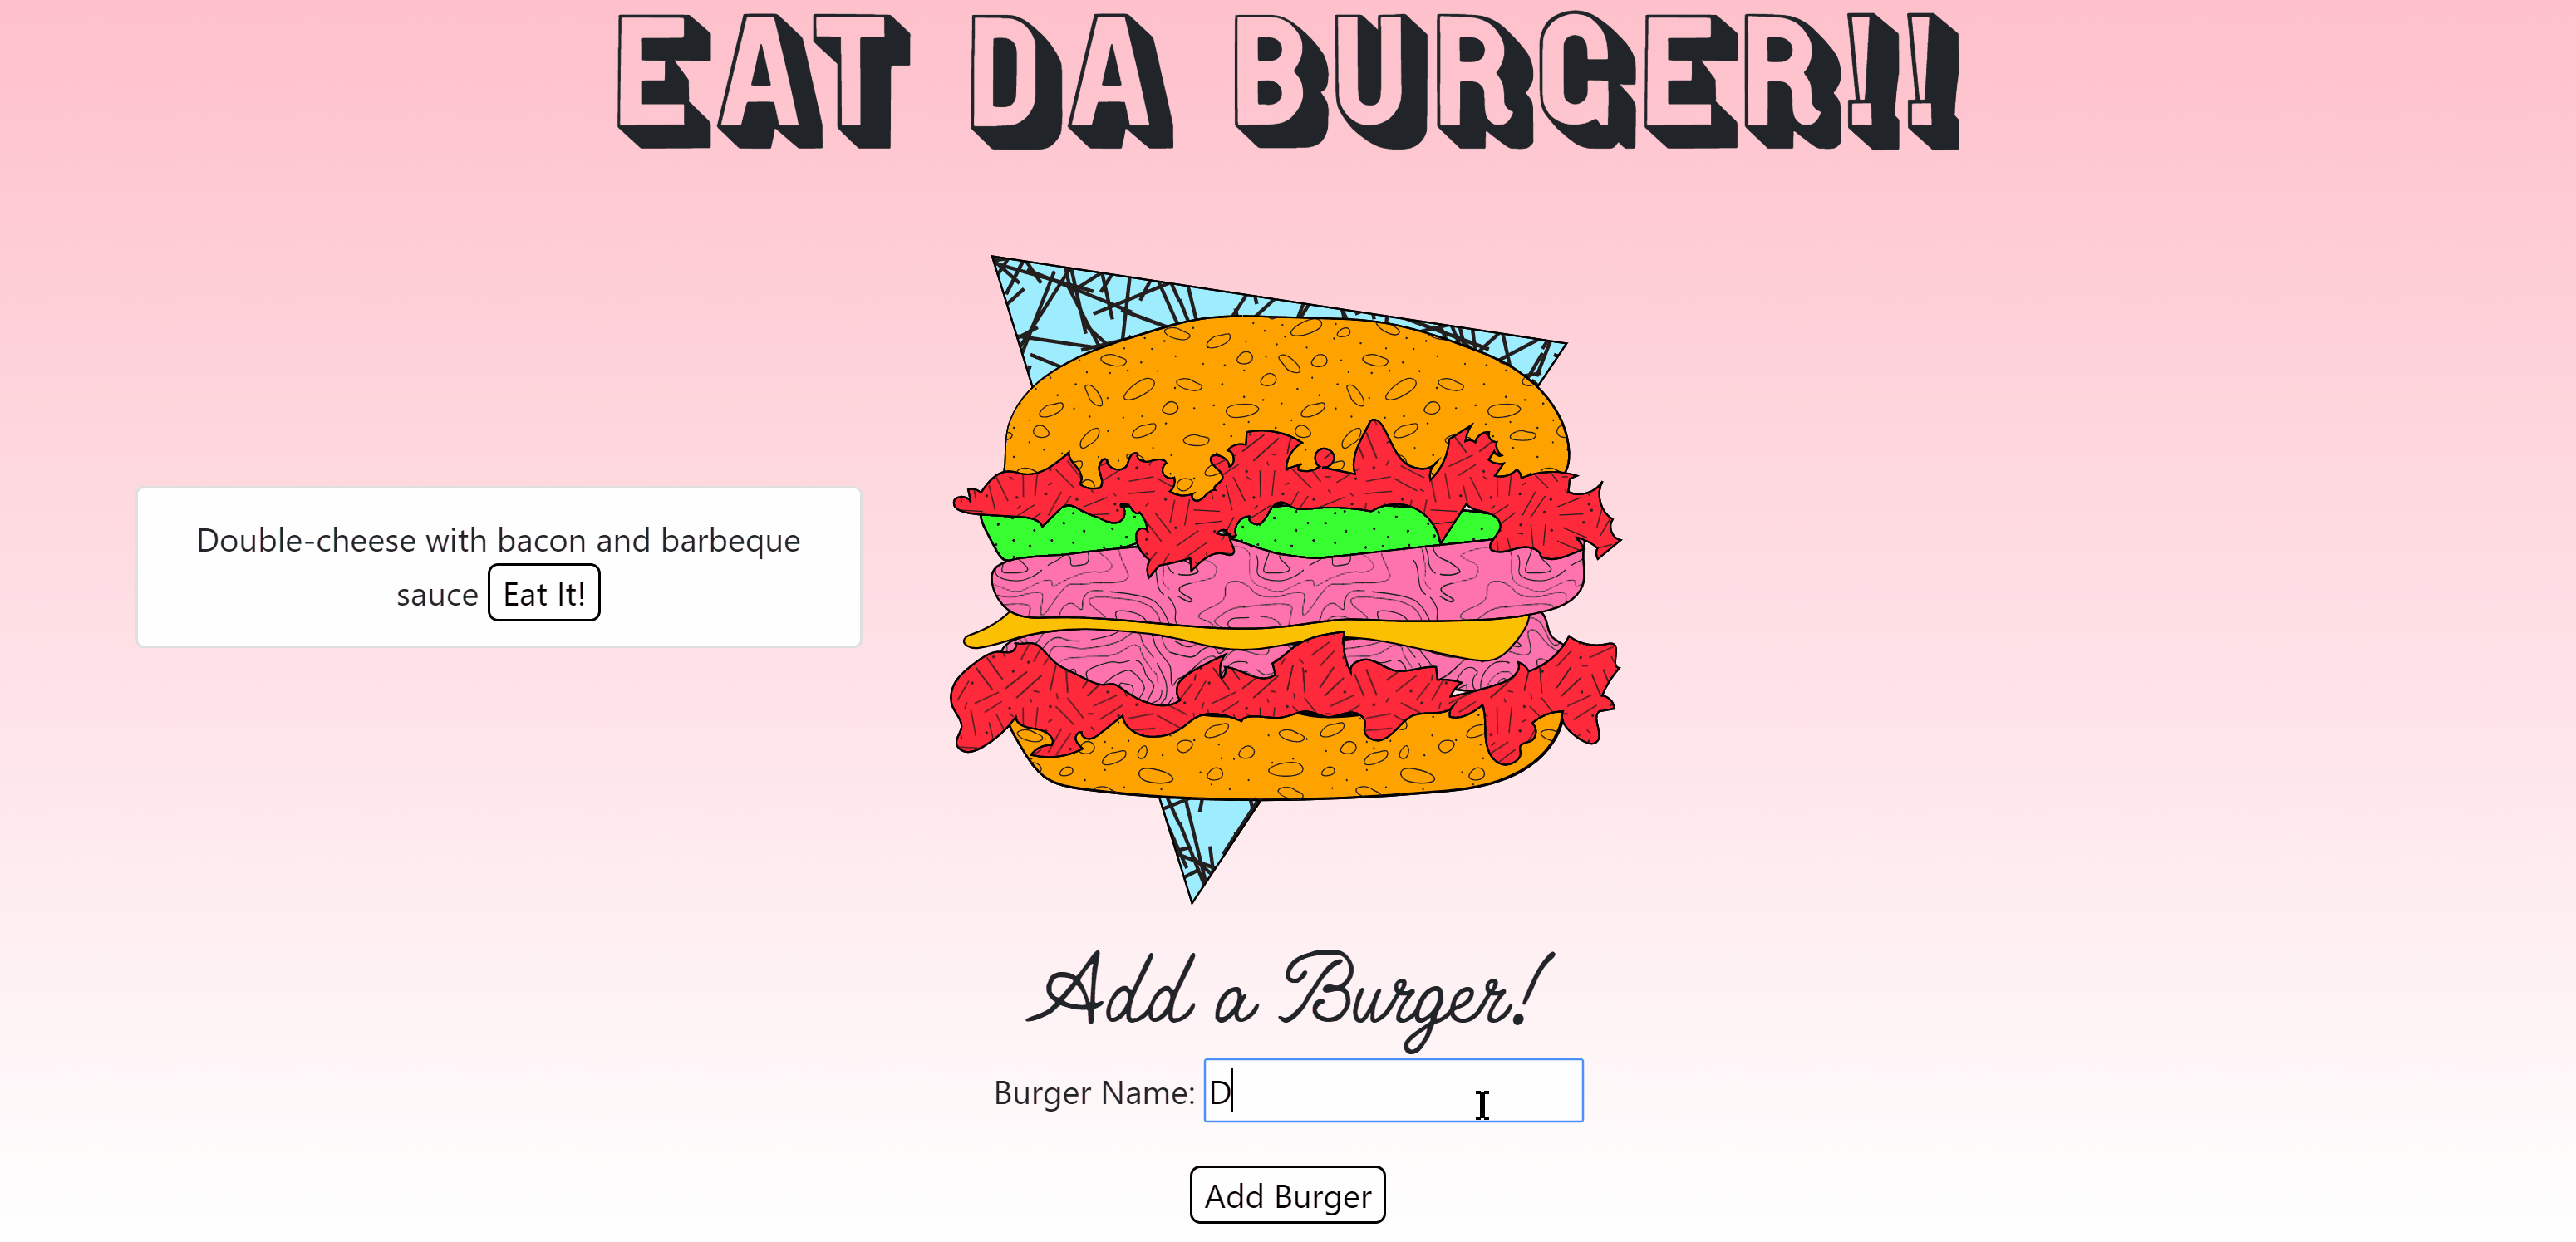 EAT DA BURGER!!
Double-cheese with bacon and barbeque
sauce Eat It!
Add a Burger!
Burger Name: D
Add Burger